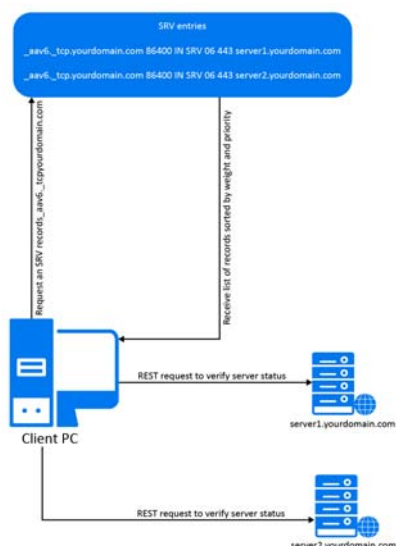 SRV entries
_aav6._tcp.yourdomain.com 86400 IN SRV 06 443 server1.yourdomain.com
_aav6._tcp.yourdomain.com 86400 IN SRV 06 443 server2.yourdomain.com
Request an SRV records_aav6._tcpyourdomain.com
Receive list of records sorted by weight and priority
REST request to verify server status
server1.yourdomain.com
Client PC
REST request to verify server status
server2.yourdomain.com